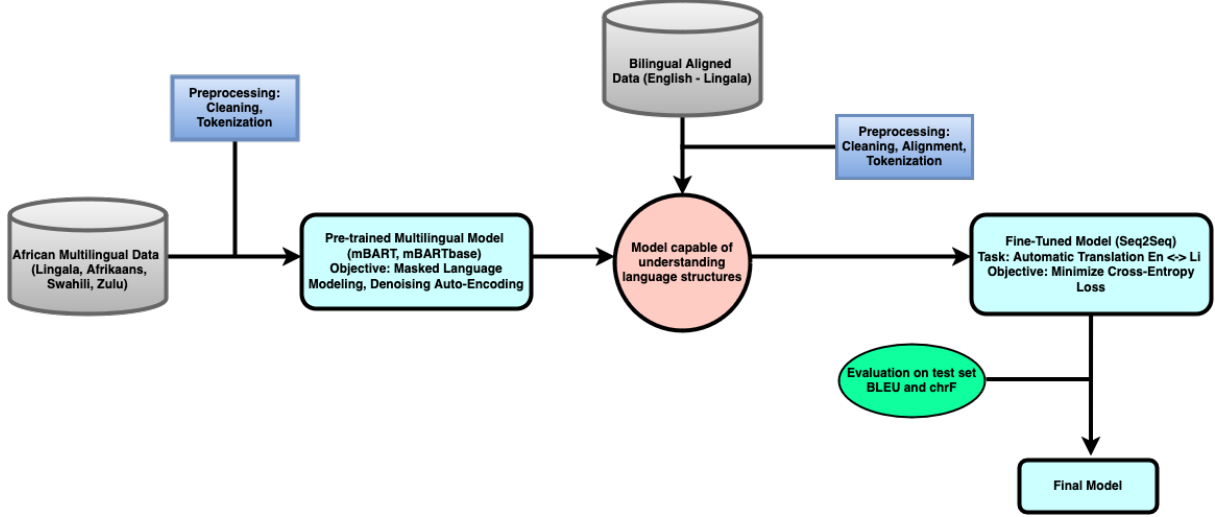 Bilingual Aligned
Data (English - Lingala)
Preprocessing:
Cleaning,
Tokenization
Preprocessing:
Cleaning, Alignment,
Tokenization
African Multilingual Data
(Lingala, Afrikaans,
Swahili, Zulu)
Pre-trained Multilingual Model
(mBART, mBARTbase)
Objective: Masked Language
Modeling, Denoising Auto-Encoding
Model capable of
understanding
language structures
Fine-Tuned Model (Seq2Seq)
Task: Automatic Translation En <-> Li
Objective: Minimize Cross-Entropy
Loss
Evaluation on test set
BLEU and chrF
Final Model